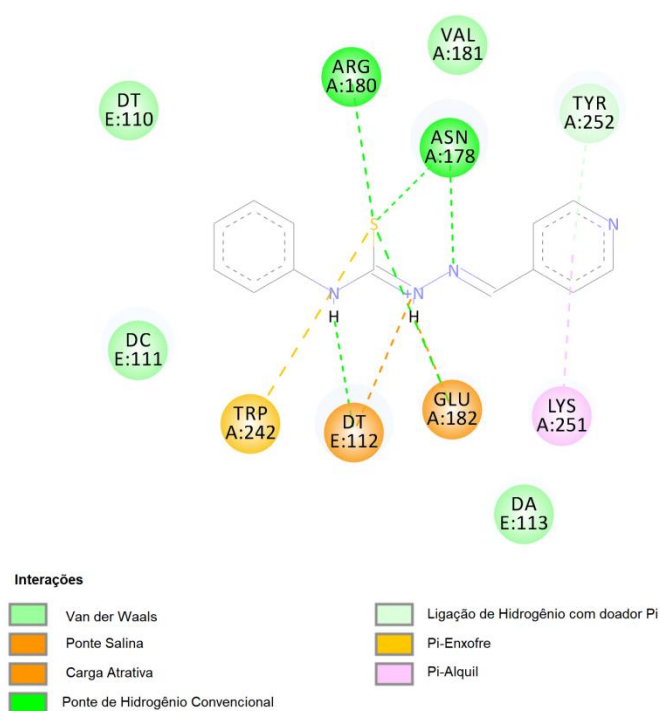 VAL
A:181
ARG
A:180
DT
E:110
TYR
A:252
ASN
A:178
S
N
N
N
+N
H
H
DC
E:111
TRP
A:242
DT
E:112
GLU
A:182
LYS
A:251
DA
E:113
Interações
Van der Waals
Ponte Salina
Carga Atrativa
Ponte de Hidrogênio Convencional
Ligação de Hidrogênio com doador Pi
Pi-Enxofre
Pi-Alquil